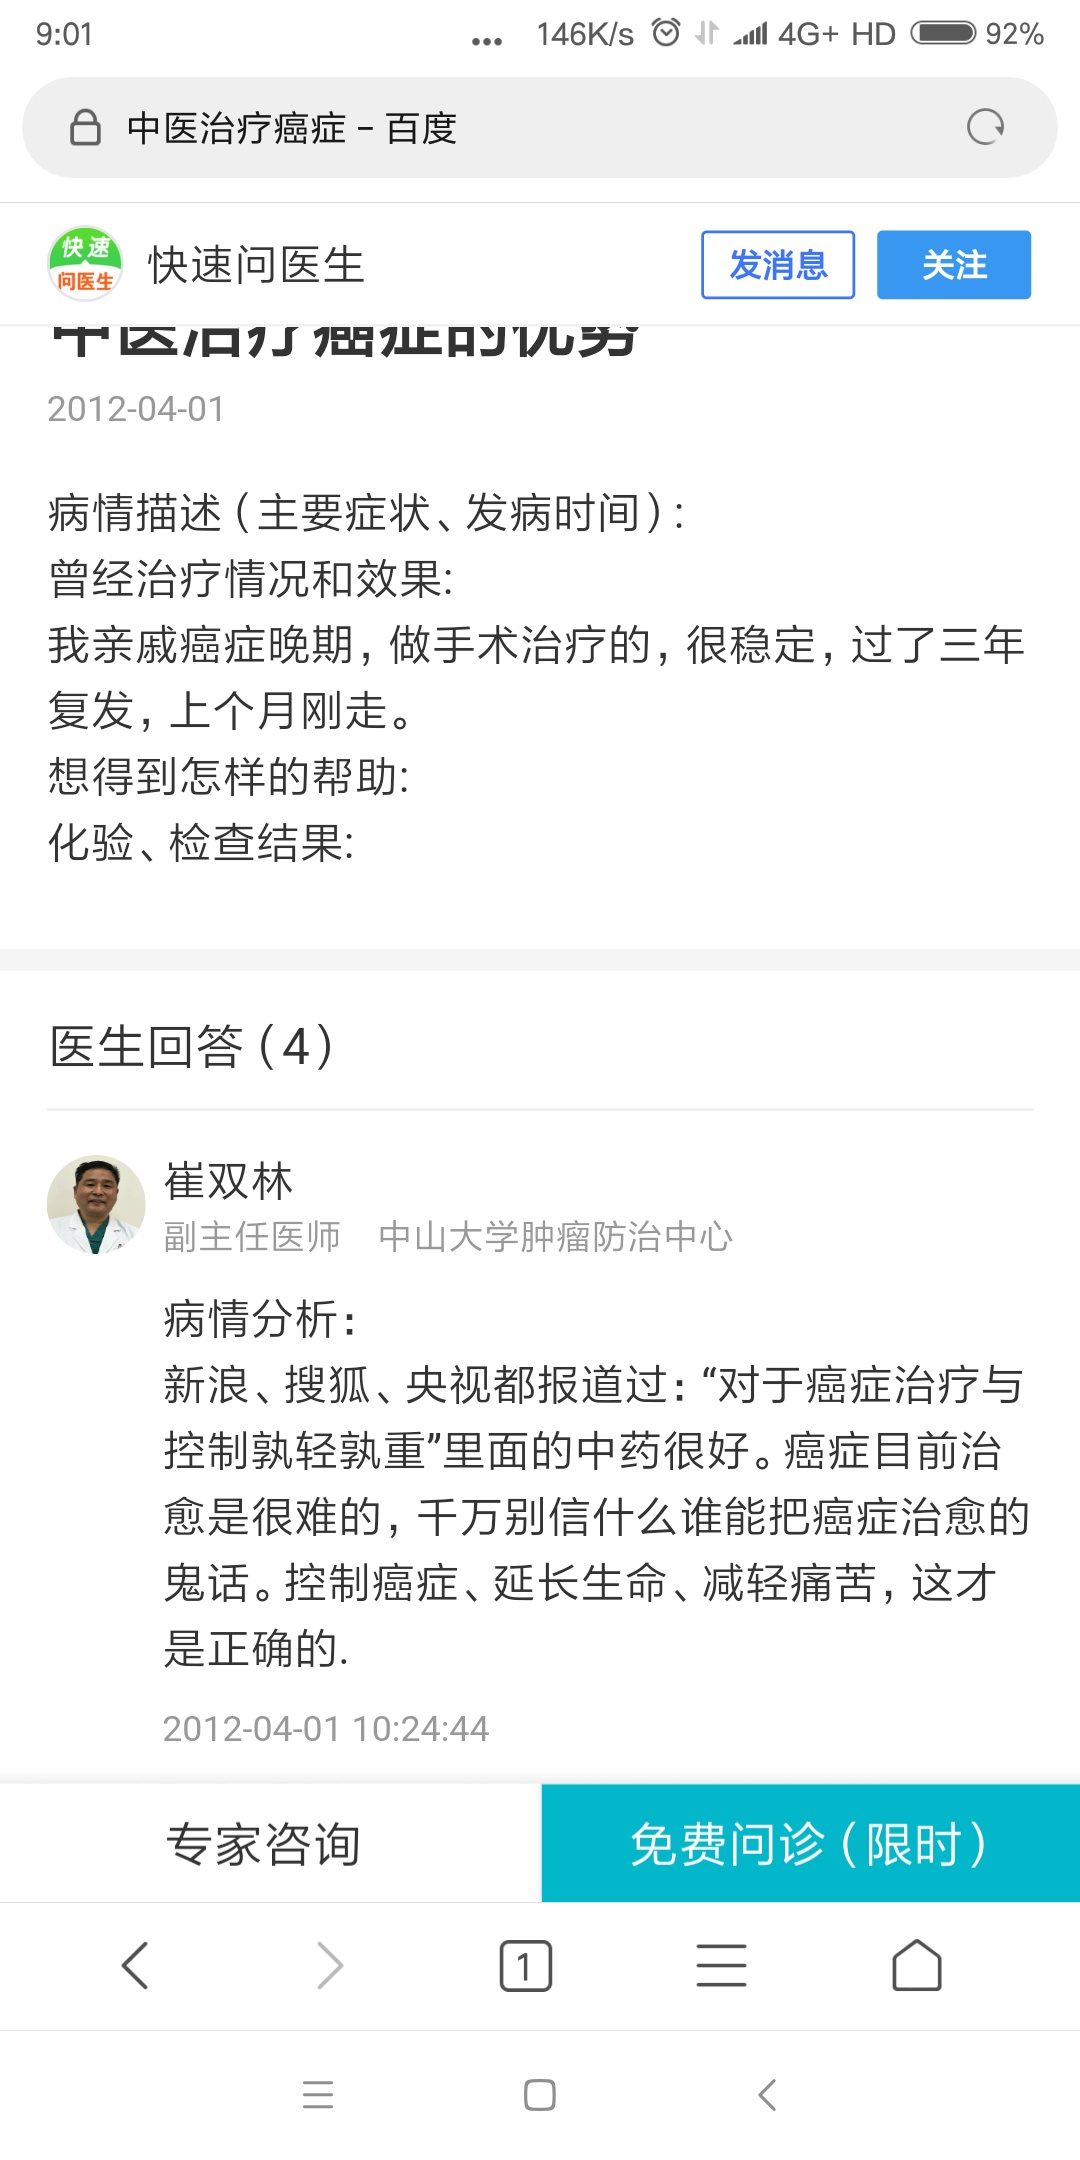 9:01
... 146K/s 4G+ HD 92%
中医治疗癌症 - 百度
快速
问医生
快速问医生
发消息
关注
中医治疗癌症的优势
2012-04-01
病情描述（主要症状、发病时间）:
曾经治疗情况和效果:
我亲戚癌症晚期，做手术治疗的，很稳定，过了三年
复发，上个月刚走。
想得到怎样的帮助:
化验、检查结果:
医生回答（4）
崔双林
副主任医师 中山大学肿瘤防治中心
病情分析：
新浪、搜狐、央视都报道过：“对于癌症治疗与
控制孰轻孰重”里面的中药很好。癌症目前治
愈是很难的，千万别信什么谁能把癌症治愈的
鬼话。控制癌症、延长生命、减轻痛苦，这才
是正确的.
2012-04-01 10:24:44
专家咨询
免费问诊（限时）
1